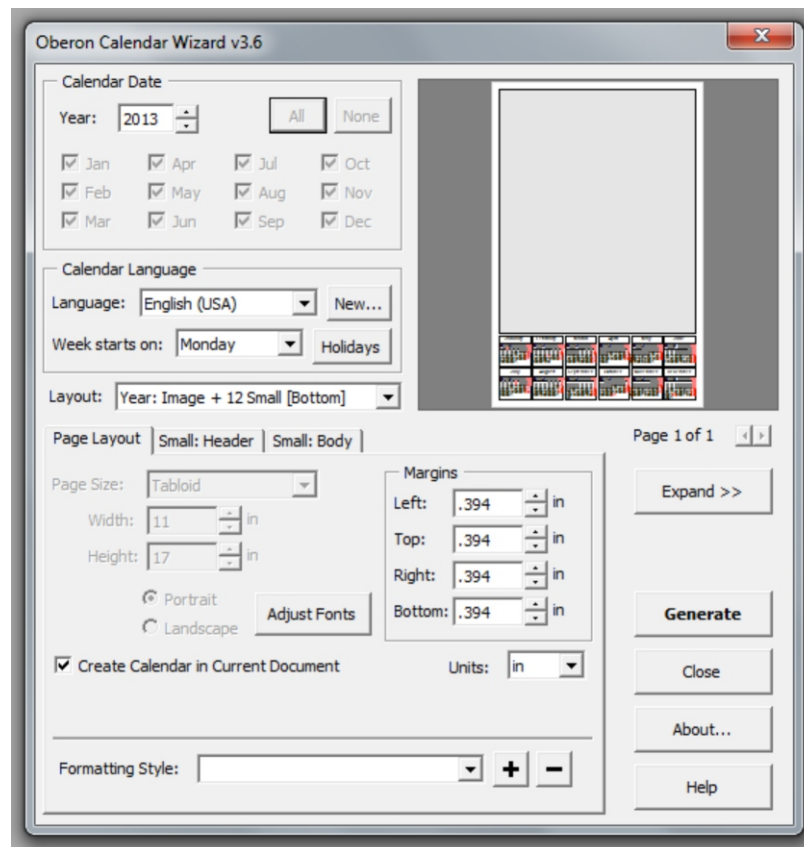 Oberon Calendar Wizard v3.6
Calendar Date
Year: 2013 All None
Jan Apr Jul Oct
Feb May Aug Nov
Mar Jun Sep Dec
Calendar Language
Language: English (USA) New...
Week starts on: Monday Holidays
Layout: Year: Image + 12 Small [Bottom]
Page Layout Small: Header Small: Body
Page 1 of 1
Page Size: Tabloid
Width: 11 in
Height: 17 in
Portrait
Landscape
Adjust Fonts
Margins
Left: .394 in
Top: .394 in
Right: .394 in
Bottom: .394 in
Expand >>
Create Calendar in Current Document
Units: in
Formatting Style:
+ −
Generate
Close
About...
Help